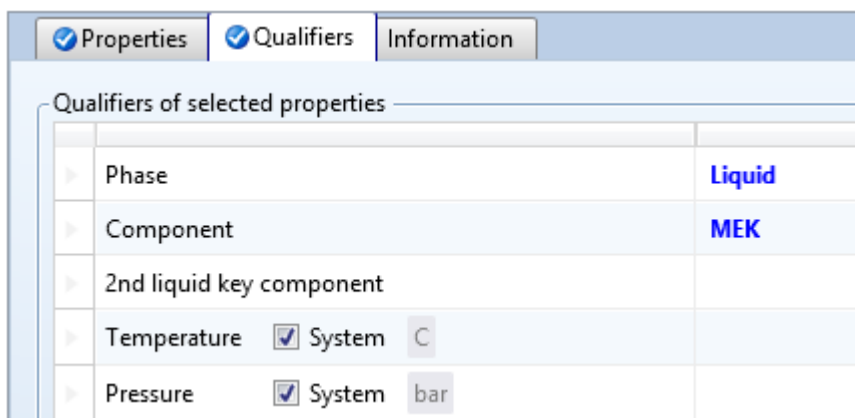 Properties Qualifiers Information
Qualifiers of selected properties
Phase Liquid
Component MEK
2nd liquid key component
Temperature System C
Pressure System bar